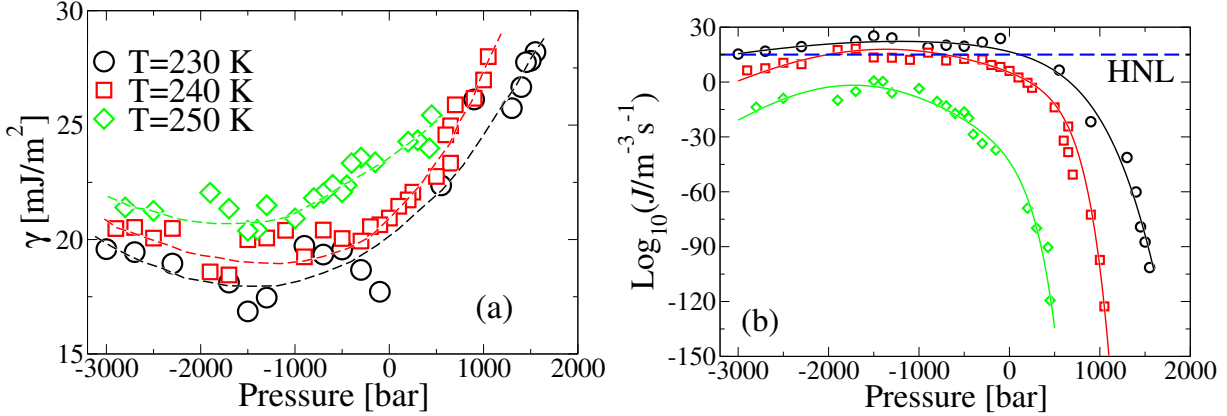 30
25
20
15
γ [mJ/m²]
T=230 K
T=240 K
T=250 K
(a)
-3000 -2000 -1000 0 1000 2000
Pressure [bar]
30
0
-30
-60
-90
-120
-150
Log₁₀(J/m⁻³ s⁻¹)
HNL
(b)
-3000 -2000 -1000 0 1000 2000
Pressure [bar]